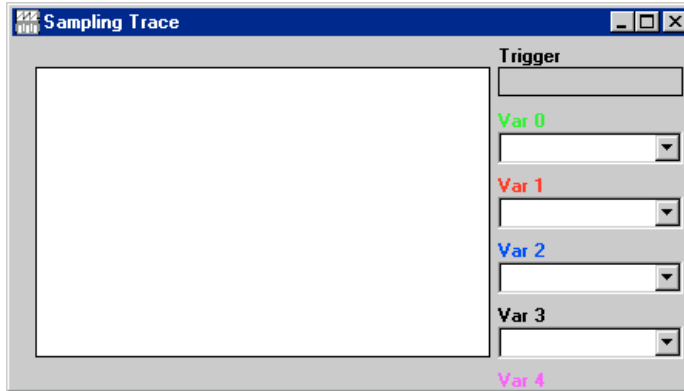 Sampling Trace
Trigger
Var 0
Var 1
Var 2
Var 3
Var 4